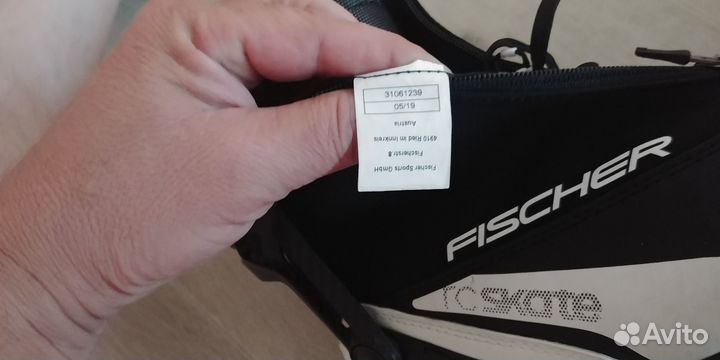 31061239
05/19
Fischer Sports GmbH
Fischerstr.8
4910 Ried im Innkreis
Austria
FISCHER
rc skate
Avito